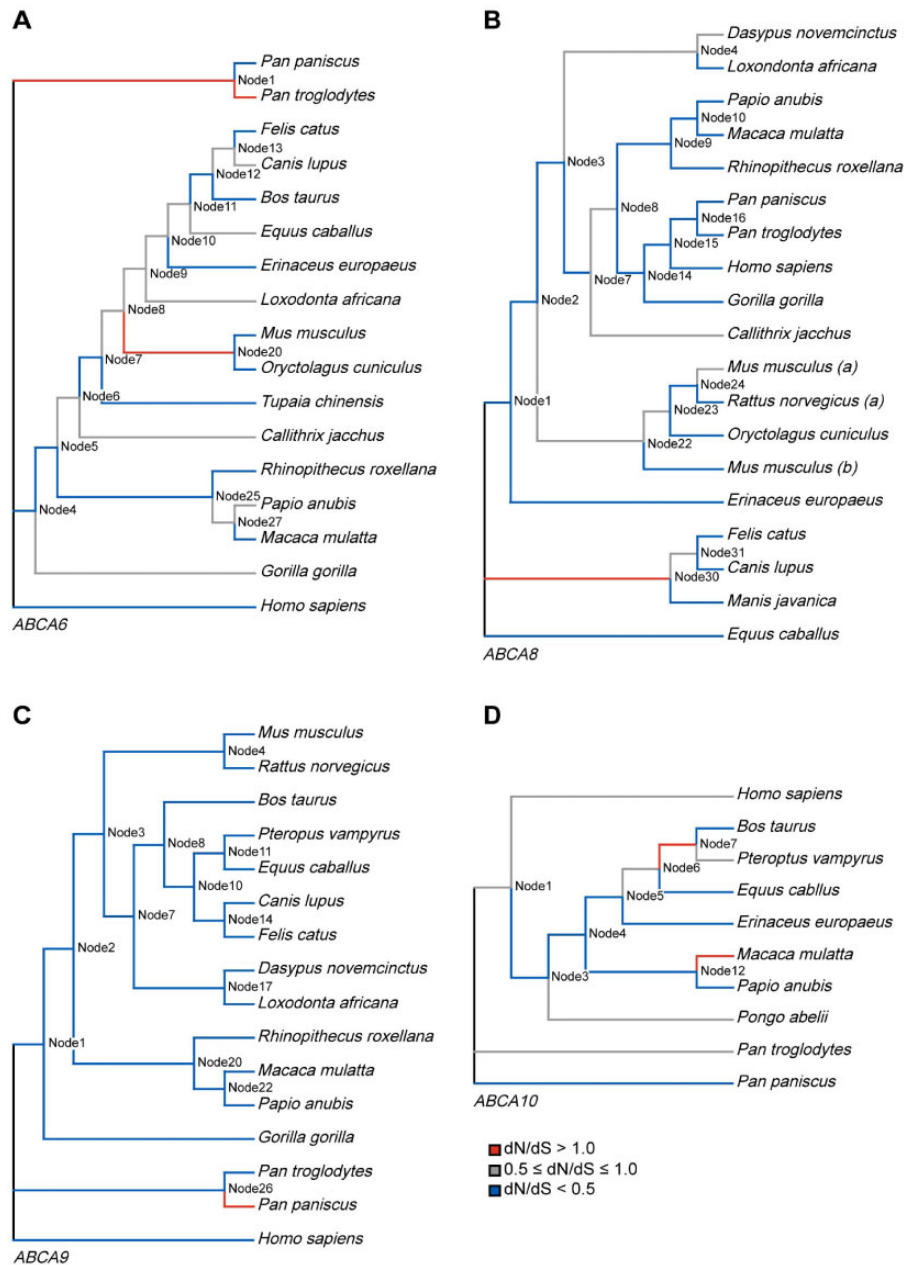 A
Pan paniscus
Node1
Pan troglodytes
Felis catus
Node13
Canis lupus
Node12
Bos taurus
Node11
Equus caballus
Node10
Erinaceus europaeus
Node9
Loxodonta africana
Node8
Mus musculus
Node20
Node7
Oryctolagus cuniculus
Tupaia chinensis
Node6
Callithrix jacchus
Node5
Rhinopithecus roxellana
Node25
Papio anubis
Node4
Node27
Macaca mulatta
Gorilla gorilla
Homo sapiens
ABCA6
B
Dasypus novemcinctus
Node4
Loxondonta africana
Papio anubis
Node10
Macaca mulatta
Node9
Node3
Rhinopithecus roxellana
Pan paniscus
Node8
Node16
Pan troglodytes
Node15
Homo sapiens
Node7
Node14
Node2
Gorilla gorilla
Callithrix jacchus
Mus musculus (a)
Node24
Node1
Rattus norvegicus (a)
Node23
Oryctolagus cuniculus
Node22
Mus musculus (b)
Erinaceus europaeus
Felis catus
Node31
Canis lupus
Node30
Manis javanica
Equus caballus
ABCA8
C
Mus musculus
Node4
Rattus norvegicus
Bos taurus
Node3
Pteropus vampyrus
Node8
Node11
Equus caballus
Node10
Canis lupus
Node7
Node14
Felis catus
Node2
Dasypus novemcinctus
Node17
Loxodonta africana
Rhinopithecus roxellana
Node1
Node20
Macaca mulatta
Node22
Papio anubis
Gorilla gorilla
Pan troglodytes
Node26
Pan paniscus
Homo sapiens
ABCA9
D
Homo sapiens
Bos taurus
Node7
Pteroptus vampyrus
Node6
Node1
Equus cabllus
Node5
Erinaceus europaeus
Node4
Macaca mulatta
Node12
Node3
Papio anubis
Pongo abelii
Pan troglodytes
Pan paniscus
ABCA10
dN/dS > 1.0
0.5 ≤ dN/dS ≤ 1.0
dN/dS < 0.5